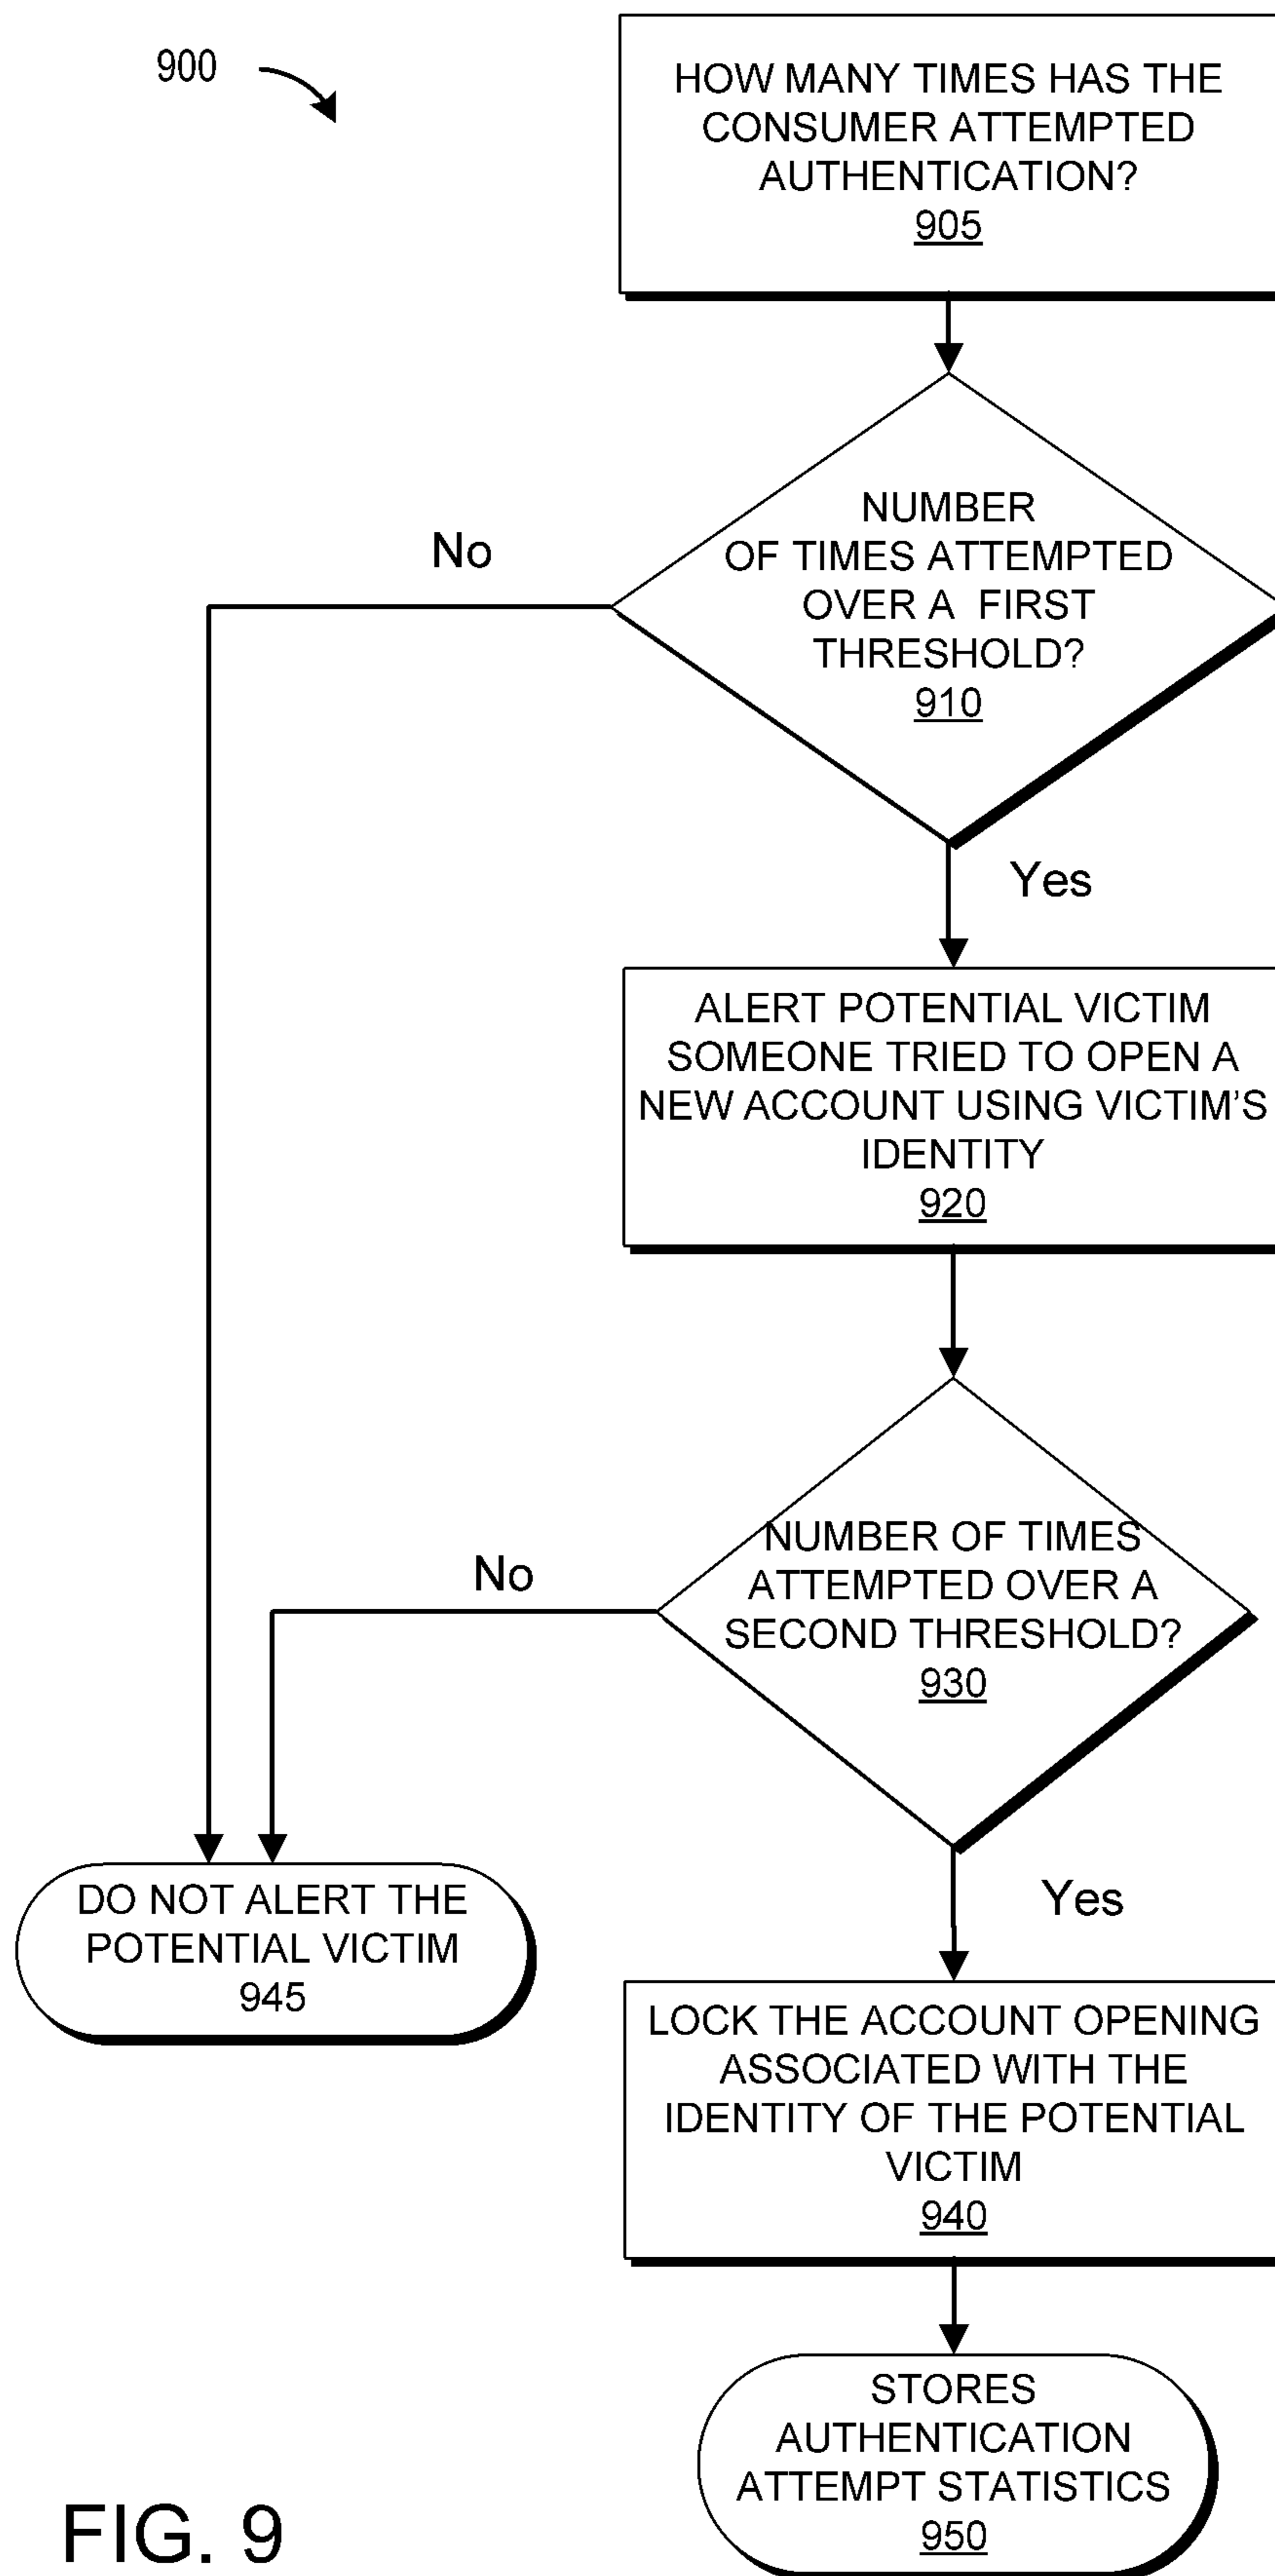 900
HOW MANY TIMES HAS THE
CONSUMER ATTEMPTED
AUTHENTICATION?
905
NUMBER
OF TIMES ATTEMPTED
OVER A FIRST
THRESHOLD?
910
No
Yes
ALERT POTENTIAL VICTIM
SOMEONE TRIED TO OPEN A
NEW ACCOUNT USING VICTIM'S
IDENTITY
920
NUMBER OF TIMES
ATTEMPTED OVER A
SECOND THRESHOLD?
930
No
Yes
DO NOT ALERT THE
POTENTIAL VICTIM
945
LOCK THE ACCOUNT OPENING
ASSOCIATED WITH THE
IDENTITY OF THE POTENTIAL
VICTIM
940
STORES
AUTHENTICATION
ATTEMPT STATISTICS
950
FIG. 9